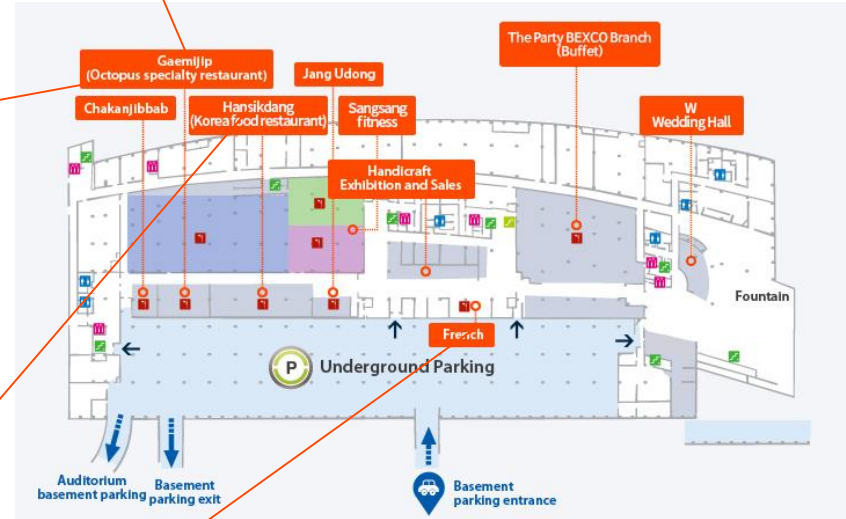 The Party BEXCO Branch
(Buffet)
Gaemijip
(Octopus specialty restaurant)
Jang Udong
Chakanjibbab
Hansikdang
(Korea food restaurant)
Sangsang
fitness
W
Wedding Hall
Handicraft
Exhibition and Sales
Fountain
French
P
Underground Parking
Auditorium
basement parking
Basement
parking exit
Basement
parking entrance